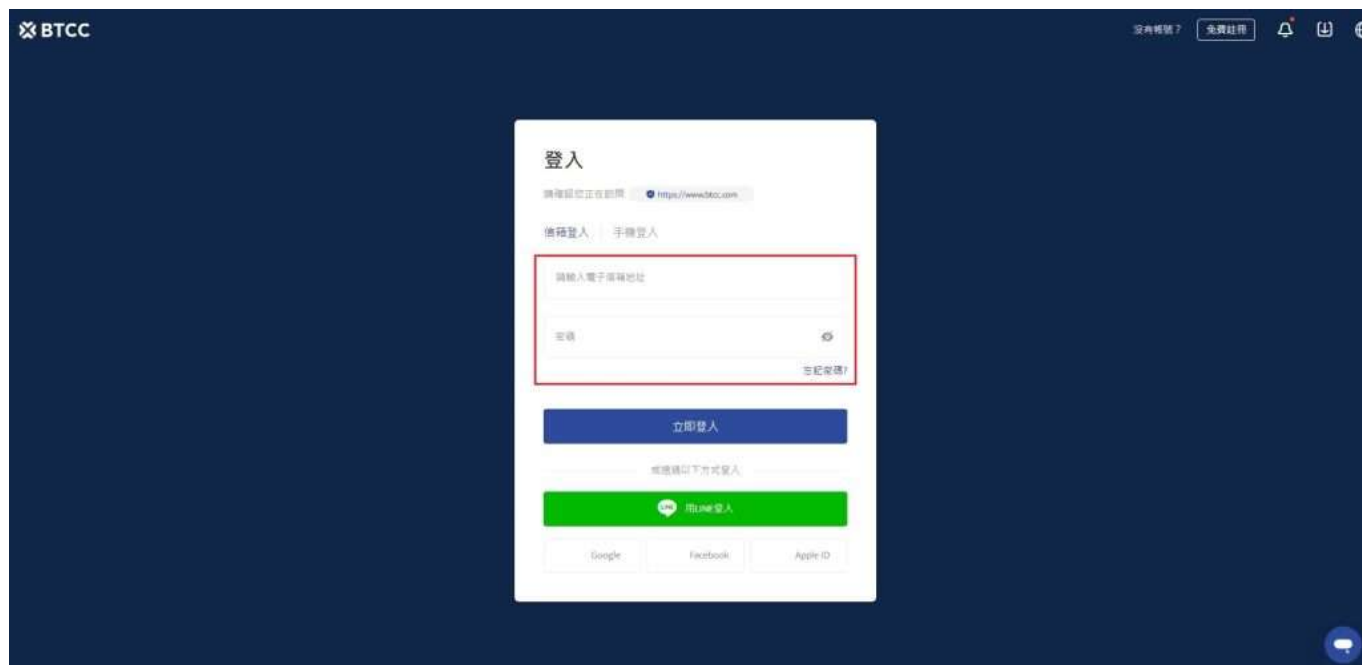 BTCC
沒有帳號？ 免費註冊
登入
請確認您正在訪問 https://www.btcc.com
信箱登入 手機登入
請輸入電子信箱地址
密碼
忘記密碼?
立即登入
或透過以下方式登入
LINE 用LINE登入
Google Facebook Apple ID